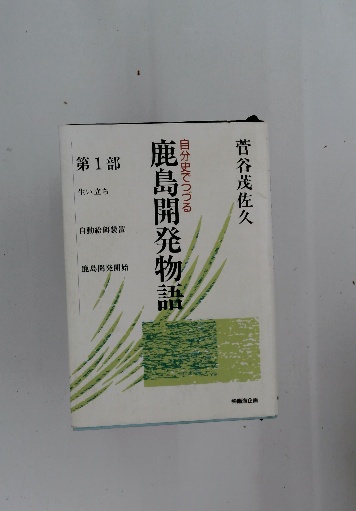 菅谷茂佐久
自分史でつづる
鹿島開発物語
第1部
生い立ち
自動給餌装置
鹿島開発開始